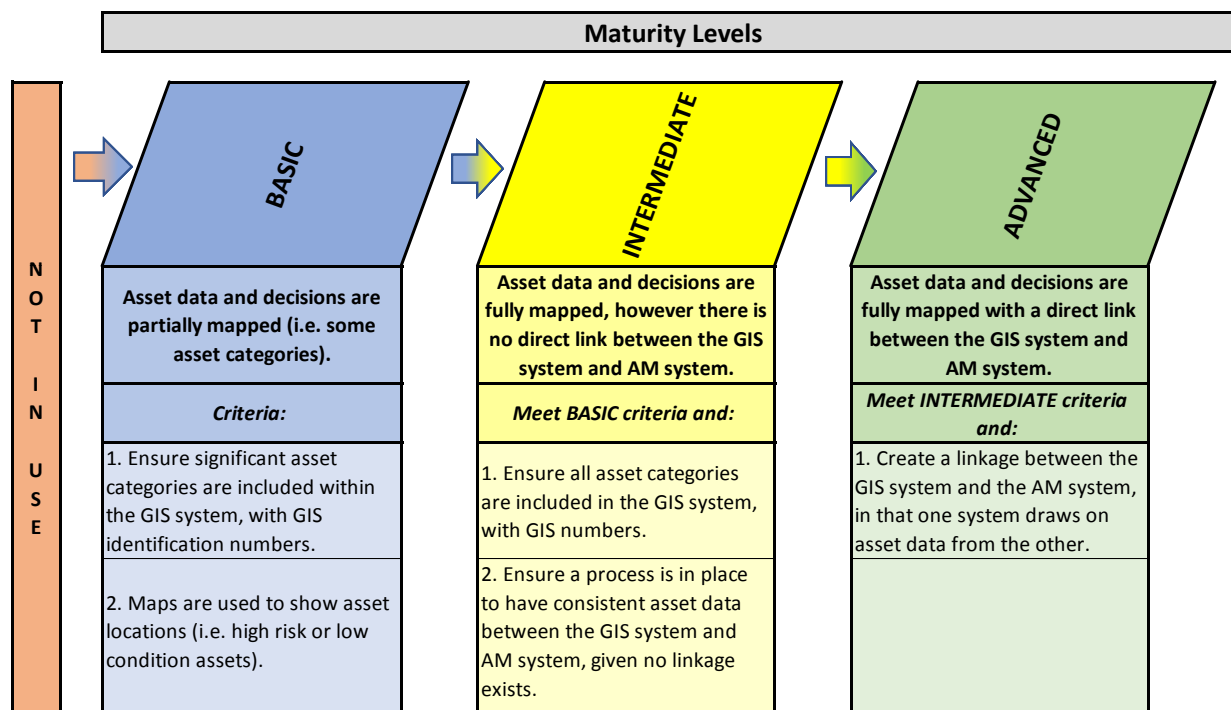 Maturity Levels
NOT IN USE
BASIC
Asset data and decisions are
partially mapped (i.e. some
asset categories).
Criteria:
1. Ensure significant asset
categories are included within
the GIS system, with GIS
identification numbers.
2. Maps are used to show asset
locations (i.e. high risk or low
condition assets).
INTERMEDIATE
Asset data and decisions are
fully mapped, however there is
no direct link between the GIS
system and AM system.
Meet BASIC criteria and:
1. Ensure all asset categories
are included in the GIS system,
with GIS numbers.
2. Ensure a process is in place
to have consistent asset data
between the GIS system and
AM system, given no linkage
exists.
ADVANCED
Asset data and decisions are
fully mapped with a direct link
between the GIS system and
AM system.
Meet INTERMEDIATE criteria
and:
1. Create a linkage between the
GIS system and the AM system,
in that one system draws on
asset data from the other.